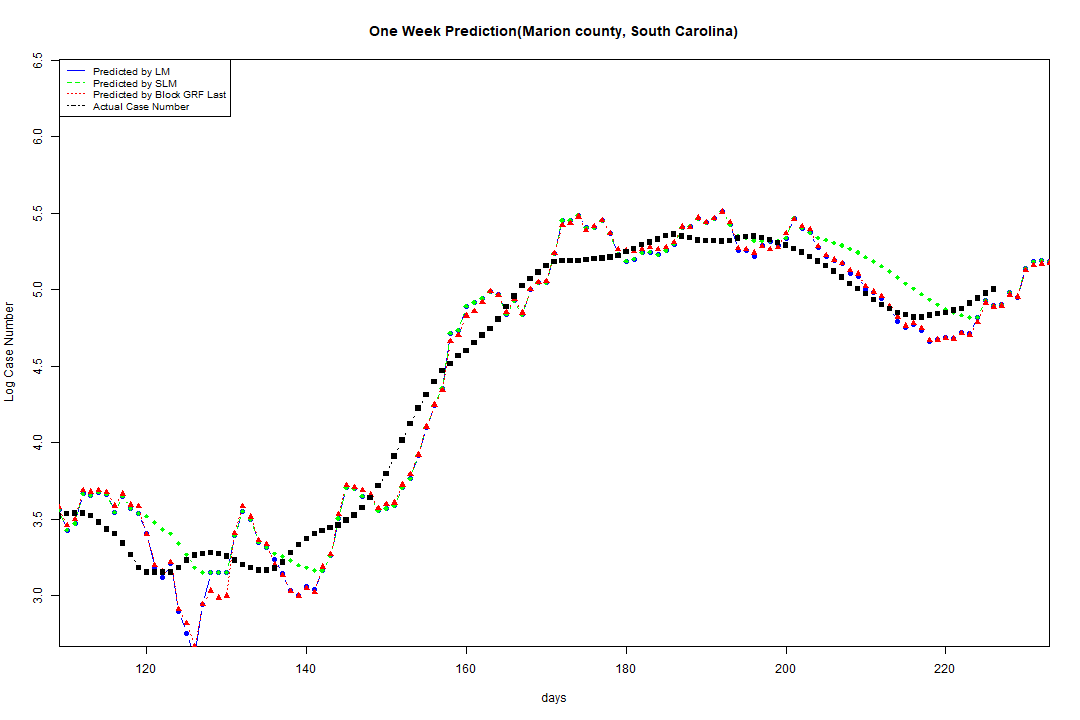 One Week Prediction(Marion county, South Carolina)
Predicted by LM
Predicted by SLM
Predicted by Block GRF Last
Actual Case Number
6.5
6.0
5.5
5.0
4.5
4.0
3.5
3.0
Log Case Number
120
140
160
180
200
220
days